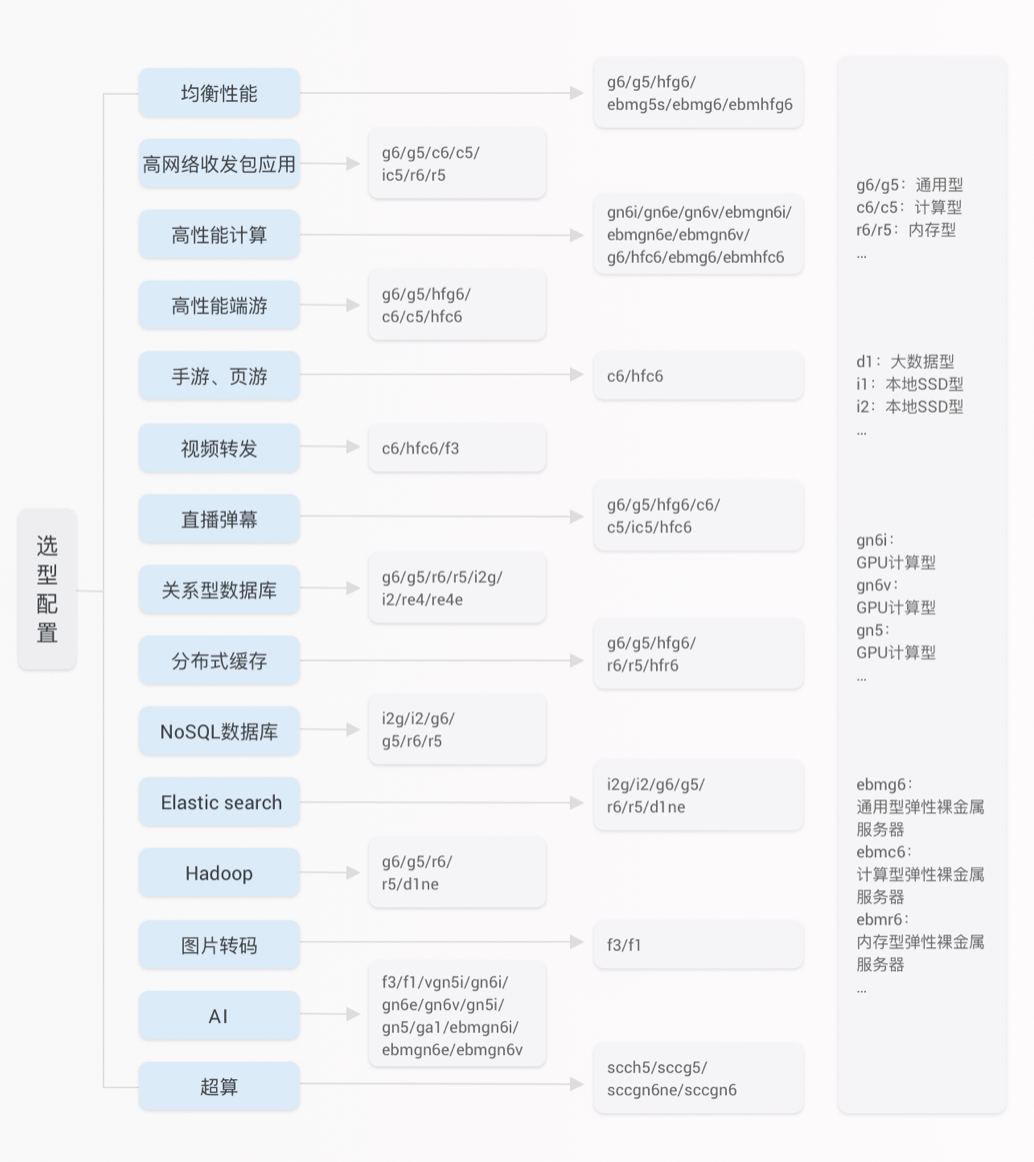 选
型
配
置
均衡性能
g6/g5/hfg6/
ebmg5s/ebmg6/ebmhfg6
高网络收发包应用
g6/g5/c6/c5/
ic5/r6/r5
高性能计算
gn6i/gn6e/gn6v/ebmgn6i/
ebmgn6e/ebmgn6v/
g6/hfc6/ebmg6/ebmhfc6
高性能端游
g6/g5/hfg6/
c6/c5/hfc6
手游、页游
c6/hfc6
视频转发
c6/hfc6/f3
直播弹幕
g6/g5/hfg6/c6/
c5/ic5/hfc6
关系型数据库
g6/g5/r6/r5/i2g/
i2/re4/re4e
分布式缓存
g6/g5/hfg6/
r6/r5/hfr6
NoSQL数据库
i2g/i2/g6/
g5/r6/r5
Elastic search
i2g/i2/g6/g5/
r6/r5/d1ne
Hadoop
g6/g5/r6/
r5/d1ne
图片转码
f3/f1
AI
f3/f1/vgn5i/gn6i/
gn6e/gn6v/gn5i/
gn5/ga1/ebmgn6i/
ebmgn6e/ebmgn6v
超算
scch5/sccg5/
sccgn6ne/sccgn6
g6/g5：通用型
c6/c5：计算型
r6/r5：内存型
...
d1：大数据型
i1：本地SSD型
i2：本地SSD型
...
gn6i：
GPU计算型
gn6v：
GPU计算型
gn5：
GPU计算型
...
ebmg6：
通用型弹性裸金属
服务器
ebmc6：
计算型弹性裸金属
服务器
ebmr6：
内存型弹性裸金属
服务器
...